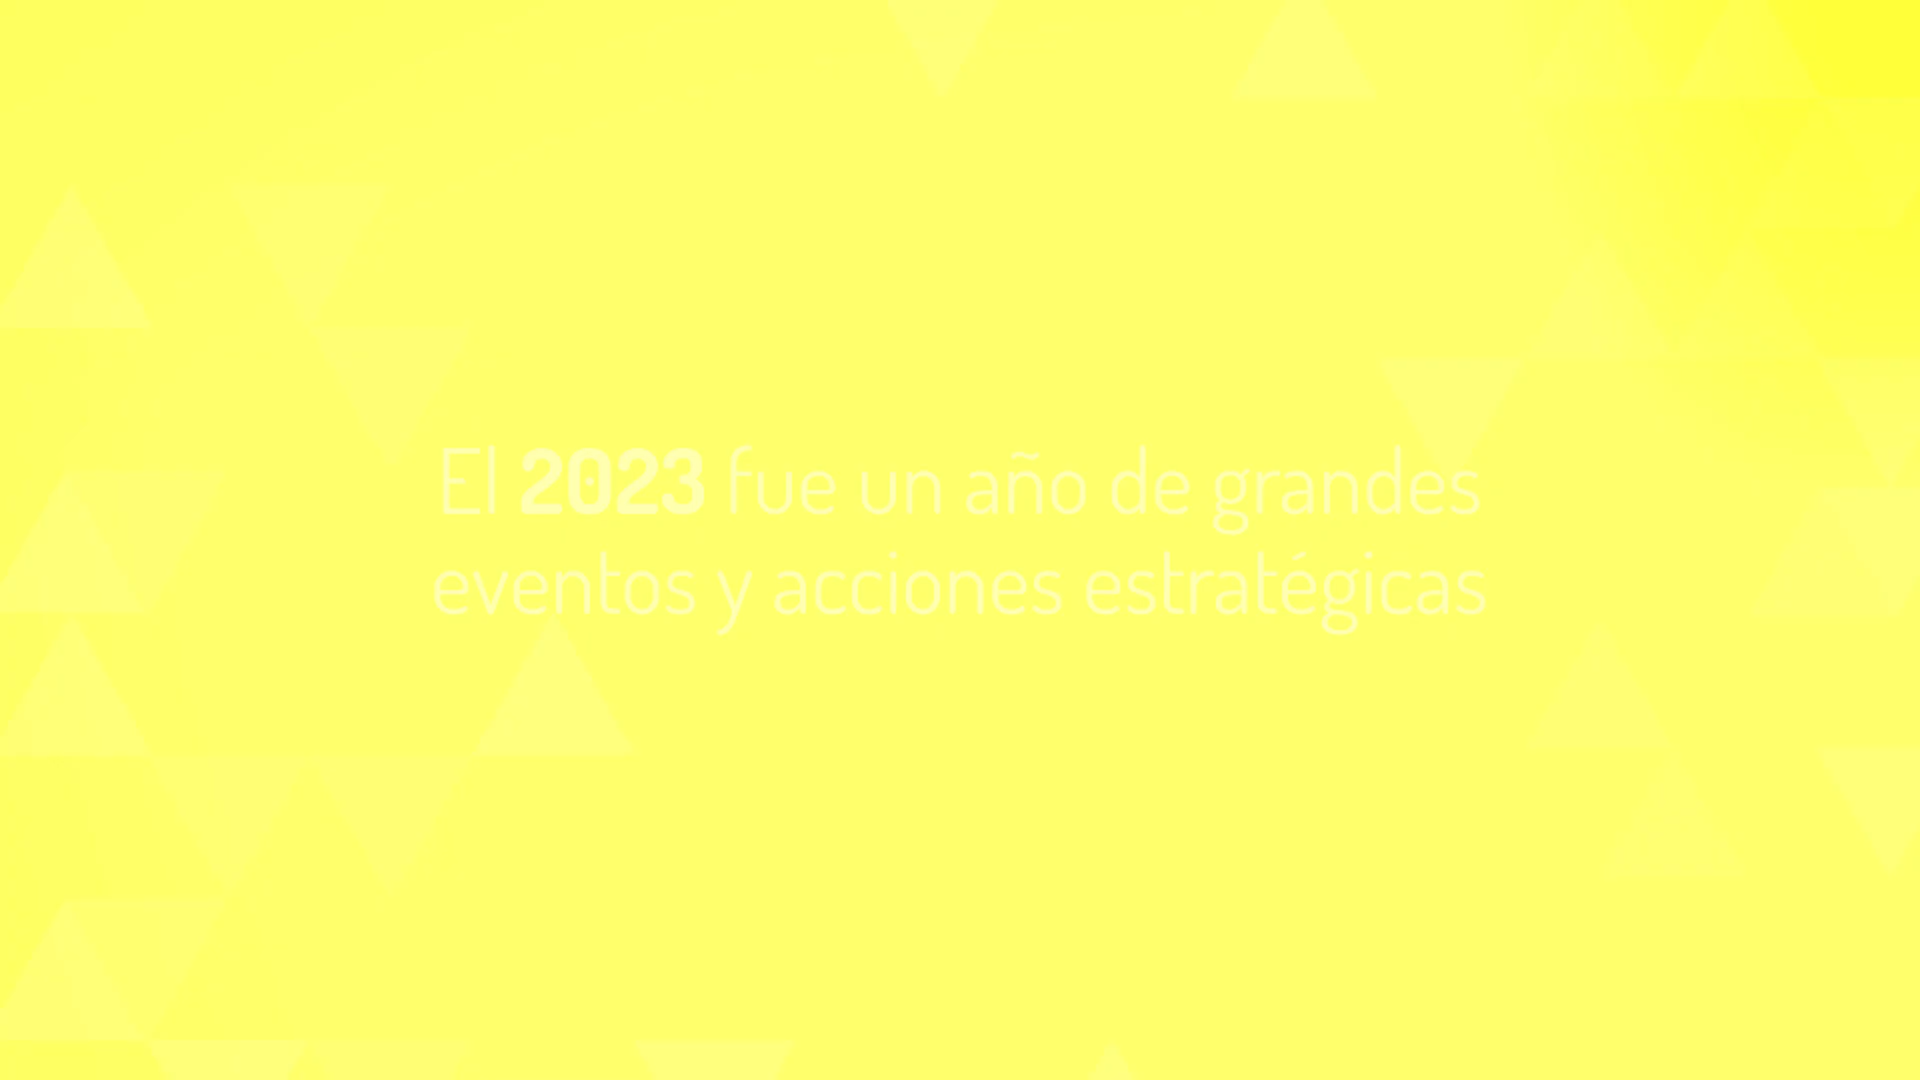 El 2023 fue un año de grandes
eventos y acciones estratégicas